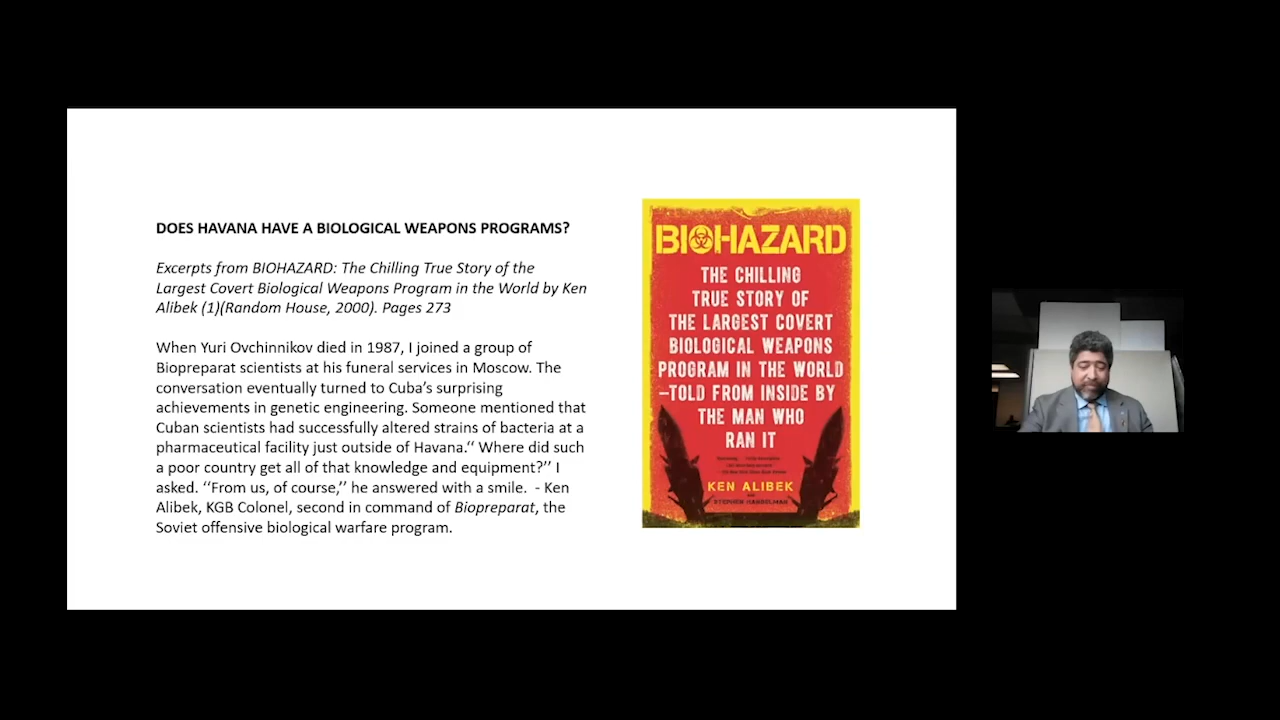 DOES HAVANA HAVE A BIOLOGICAL WEAPONS PROGRAMS?
Excerpts from BIOHAZARD: The Chilling True Story of the
Largest Covert Biological Weapons Program in the World by Ken
Alibek (1)(Random House, 2000). Pages 273
When Yuri Ovchinnikov died in 1987, I joined a group of
Biopreparat scientists at his funeral services in Moscow. The
conversation eventually turned to Cuba’s surprising
achievements in genetic engineering. Someone mentioned that
Cuban scientists had successfully altered strains of bacteria at a
pharmaceutical facility just outside of Havana.‘‘ Where did such
a poor country get all of that knowledge and equipment?’’ I
asked. ‘‘From us, of course,’’ he answered with a smile.  - Ken
Alibek, KGB Colonel, second in command of Biopreparat, the
Soviet offensive biological warfare program.
BIOHAZARD
THE CHILLING
TRUE STORY OF
THE LARGEST COVERT
BIOLOGICAL WEAPONS
PROGRAM IN THE WORLD
—TOLD FROM INSIDE BY
THE MAN WHO
RAN IT
KEN ALIBEK